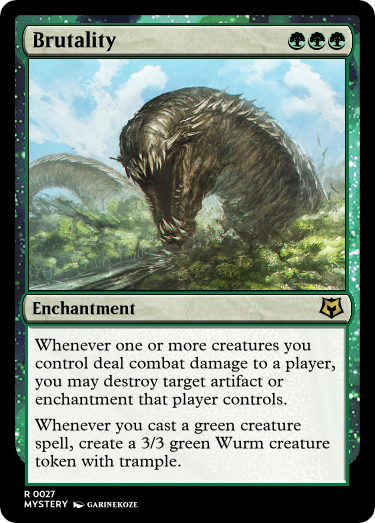 Brutality
Enchantment
Whenever one or more creatures you
control deal combat damage to a player,
you may destroy target artifact or
enchantment that player controls.
Whenever you cast a green creature
spell, create a 3/3 green Wurm creature
token with trample.
R 0027
MYSTERY GARINEKOZE